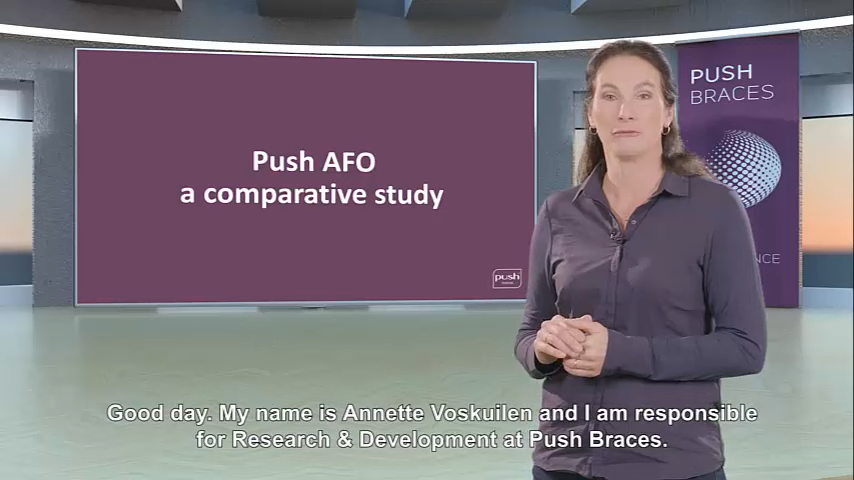 Push AFO
a comparative study
push
PUSH
BRACES
NCE
Good day. My name is Annette Voskuilen and I am responsible
for Research & Development at Push Braces.